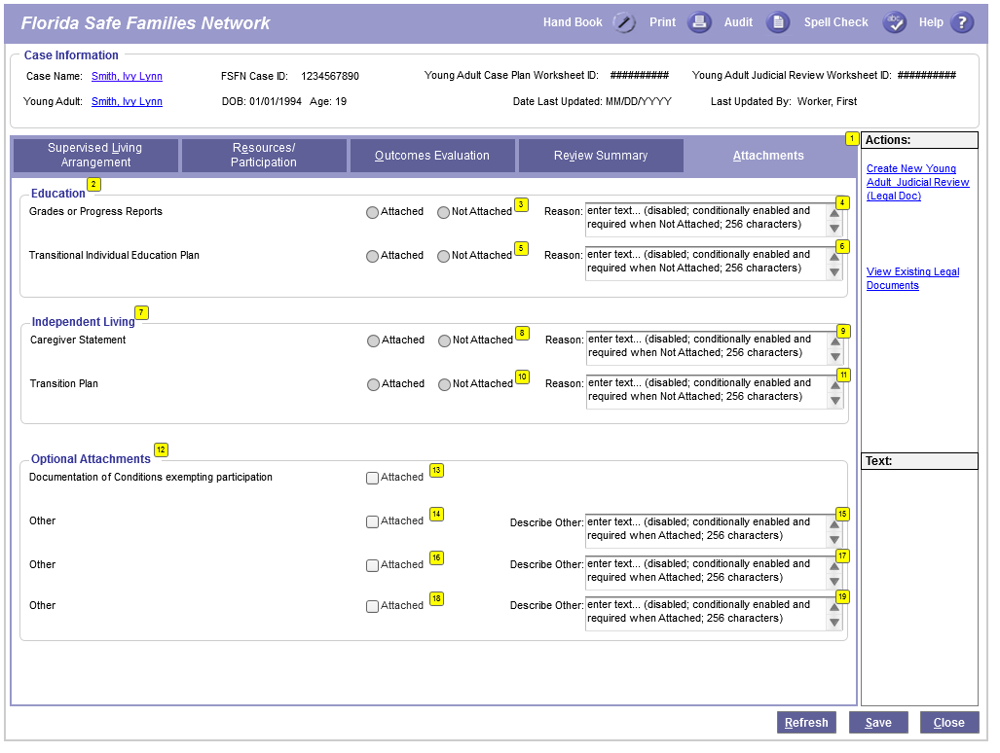 Florida Safe Families Network
Hand Book Print Audit Spell Check abc Help ?
Case Information
Case Name: Smith, Ivy Lynn FSFN Case ID: 1234567890 Young Adult Case Plan Worksheet ID: ########## Young Adult Judicial Review Worksheet ID: ##########
Young Adult: Smith, Ivy Lynn DOB: 01/01/1994 Age: 19 Date Last Updated: MM/DD/YYYY Last Updated By: Worker, First
Supervised Living
Arrangement
Resources/
Participation
Outcomes Evaluation
Review Summary
Attachments
1
Actions:
Create New Young
Adult Judicial Review
(Legal Doc)
View Existing Legal
Documents
Text:
Education 2
Grades or Progress Reports Attached Not Attached 3 Reason: enter text... (disabled; conditionally enabled and 4
required when Not Attached; 256 characters)
Transitional Individual Education Plan Attached Not Attached 5 Reason: enter text... (disabled; conditionally enabled and 6
required when Not Attached; 256 characters)
Independent Living 7
Caregiver Statement Attached Not Attached 8 Reason: enter text... (disabled; conditionally enabled and 9
required when Not Attached; 256 characters)
Transition Plan Attached Not Attached 10 Reason: enter text... (disabled; conditionally enabled and 11
required when Not Attached; 256 characters)
Optional Attachments 12
Documentation of Conditions exempting participation Attached 13
Other Attached 14 Describe Other: enter text... (disabled; conditionally enabled and 15
required when Attached; 256 characters)
Other Attached 16 Describe Other: enter text... (disabled; conditionally enabled and 17
required when Attached; 256 characters)
Other Attached 18 Describe Other: enter text... (disabled; conditionally enabled and 19
required when Attached; 256 characters)
Refresh Save Close